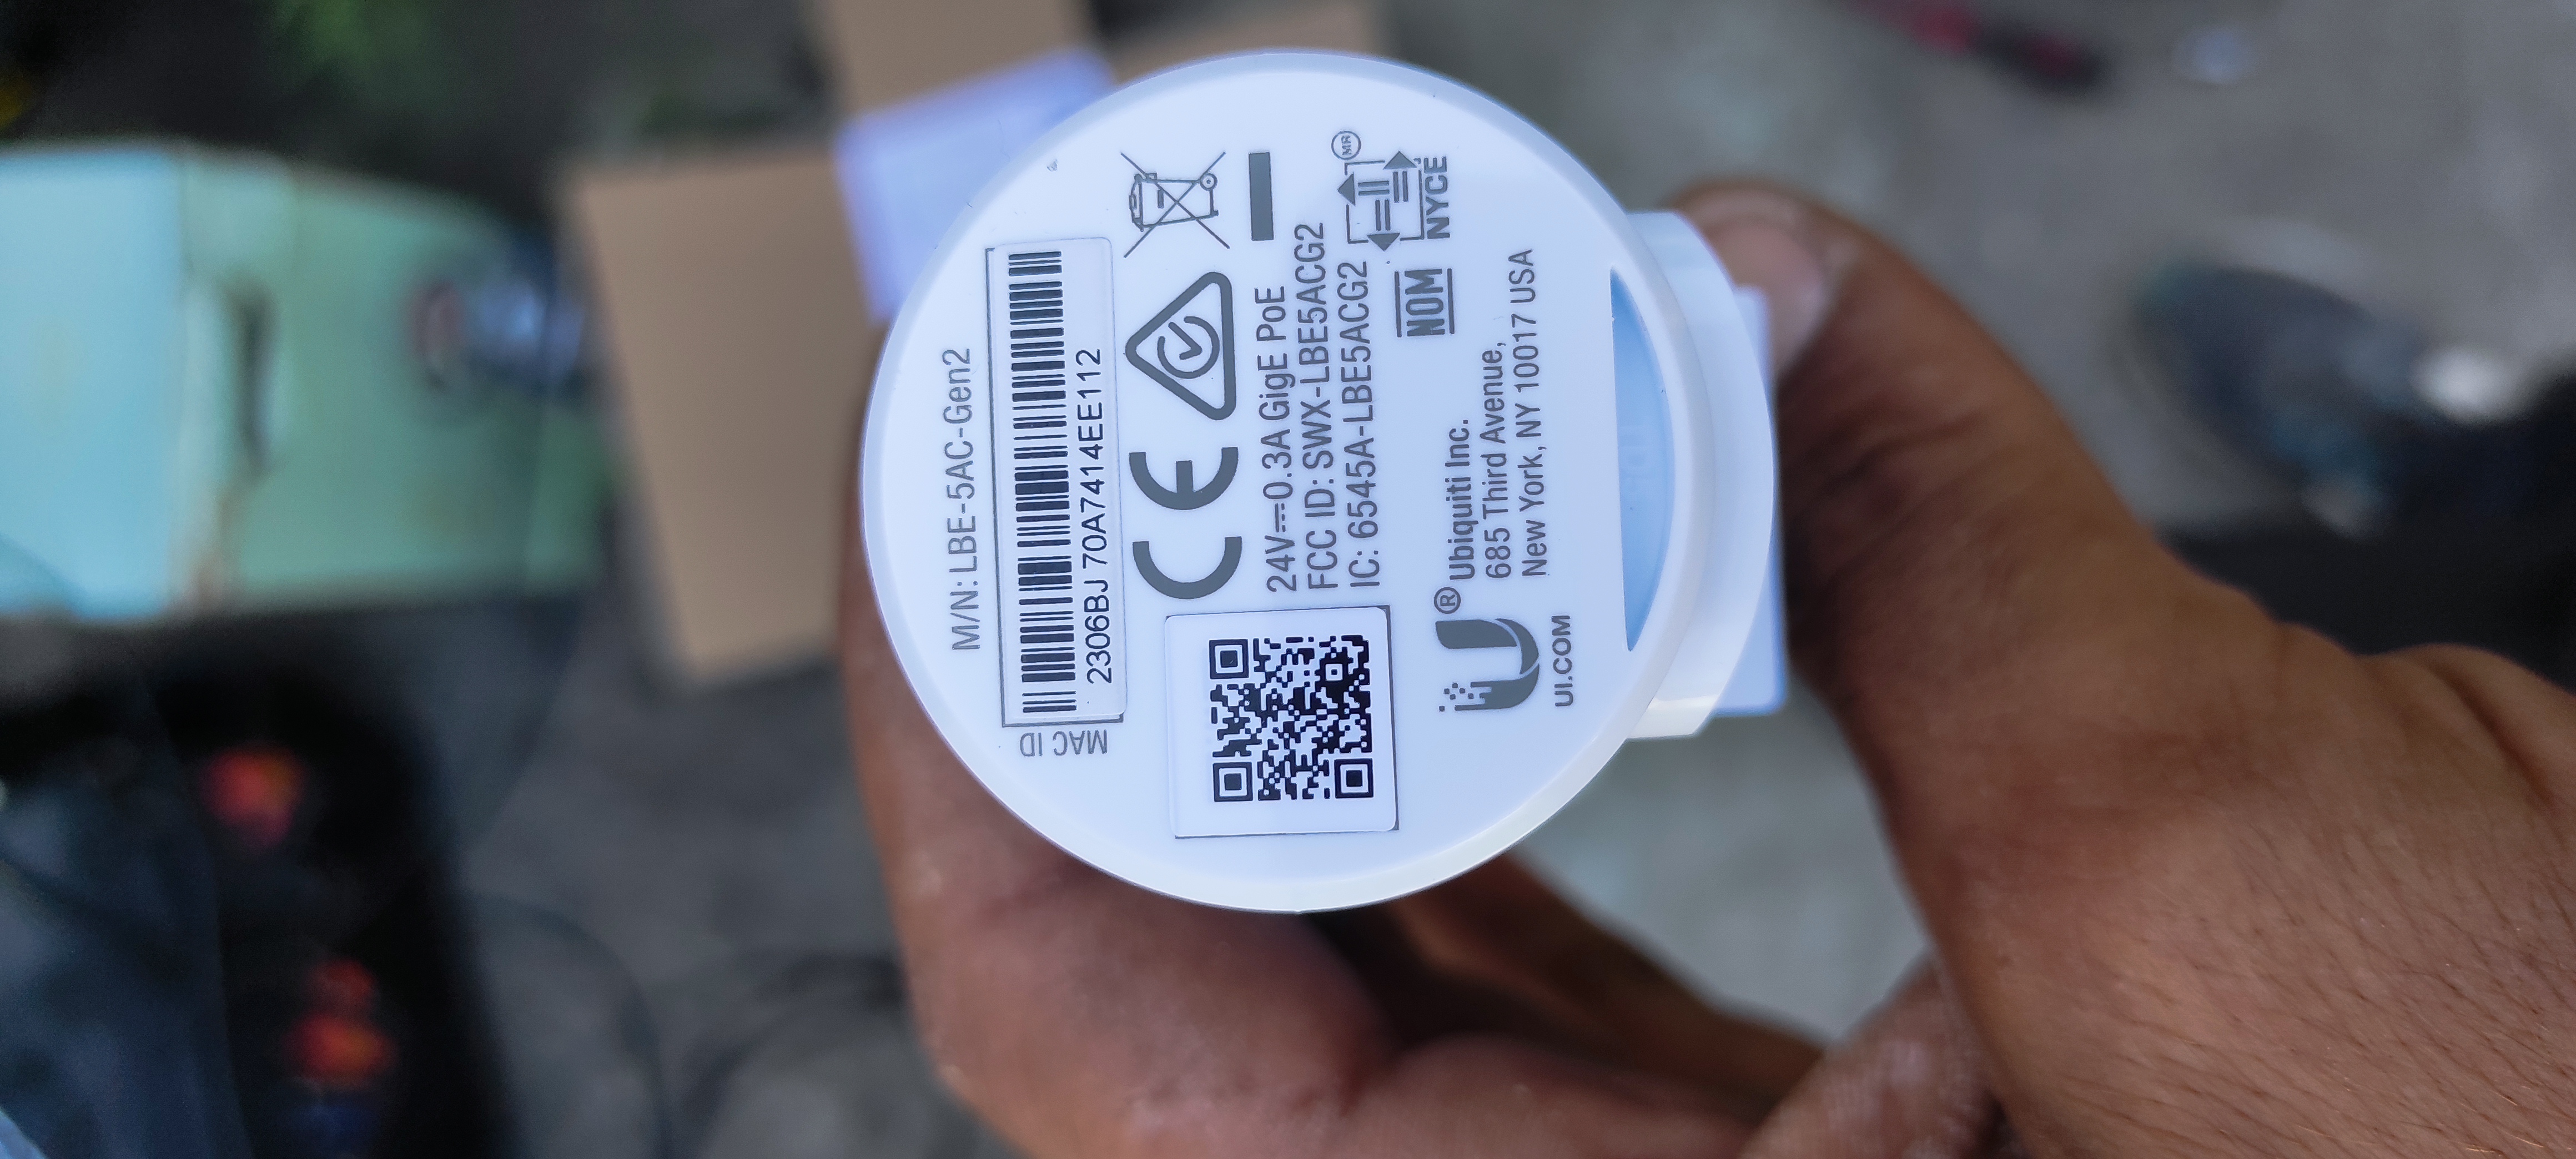 M/N: LBE-5AC-Gen2
MAC ID
2306BJ 70A7414EE112
24V⎓0.3A GigE PoE
FCC ID: SWX-LBE5ACG2
IC: 6545A-LBE5ACG2
NOM
NYCE
MR
U® Ubiquiti Inc.
685 Third Avenue,
New York, NY 10017 USA
UI.COM